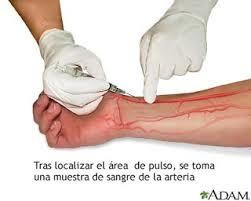 Tras localizar el área de pulso, se toma
una muestra de sangre de la arteria
ADAM.